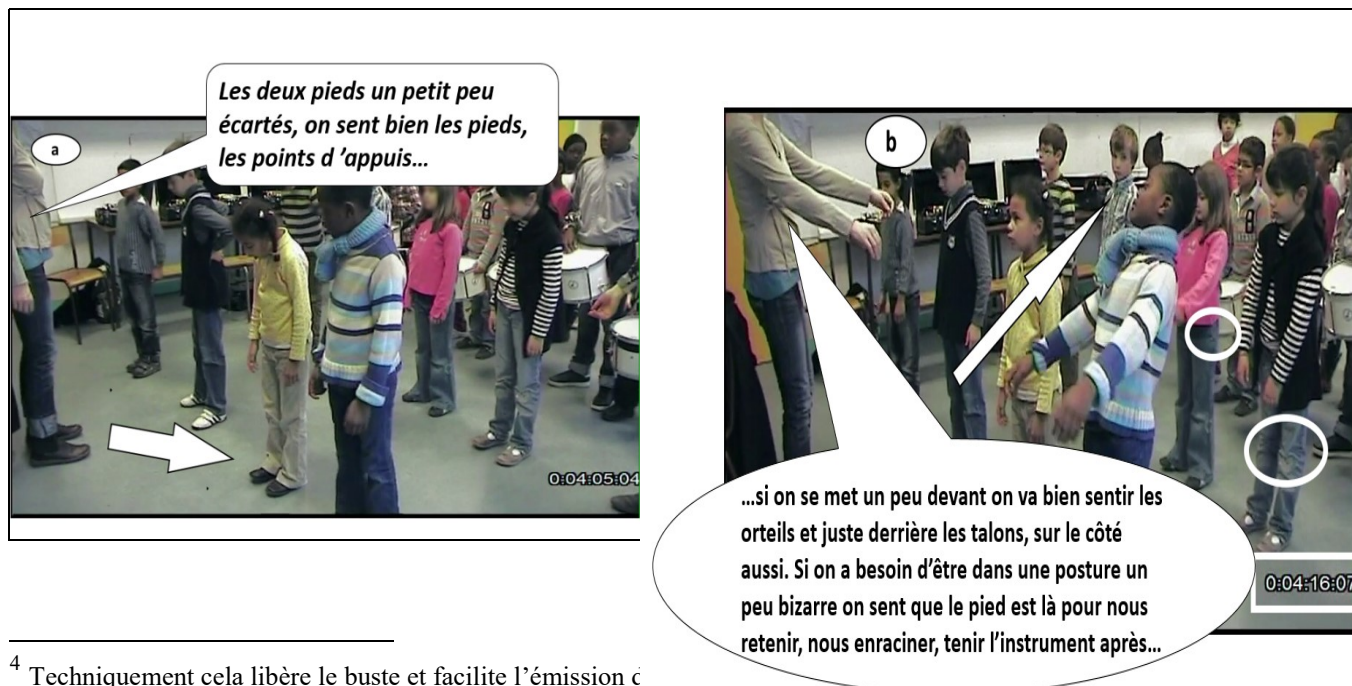 a
Les deux pieds un petit peu
écartés, on sent bien les pieds,
les points d ’appuis…
0:04:05:04
b
…si on se met un peu devant on va bien sentir les
orteils et juste derrière les talons, sur le côté
aussi. Si on a besoin d’être dans une posture un
peu bizarre on sent que le pied est là pour nous
retenir, nous enraciner, tenir l’instrument après…
0:04:16:07
4 Techniquement cela libère le buste et facilite l’émission